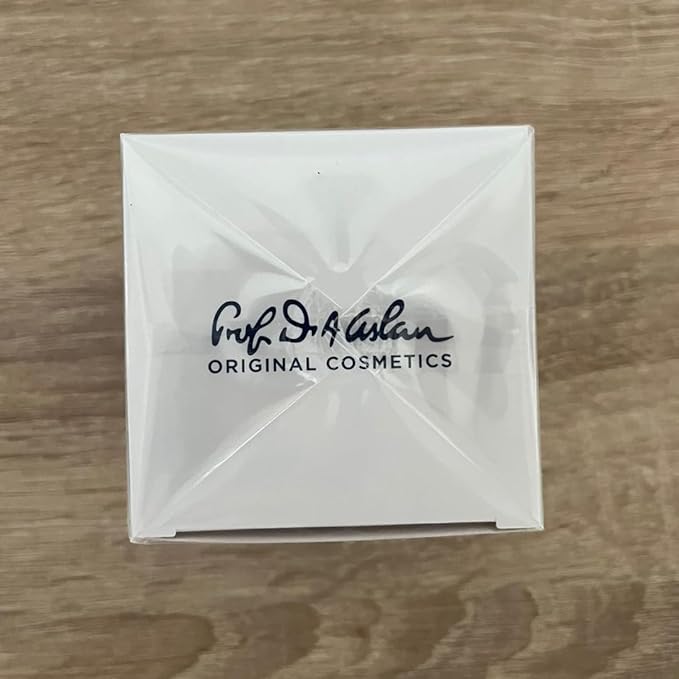 Prof. Dr A Aslan
ORIGINAL COSMETICS